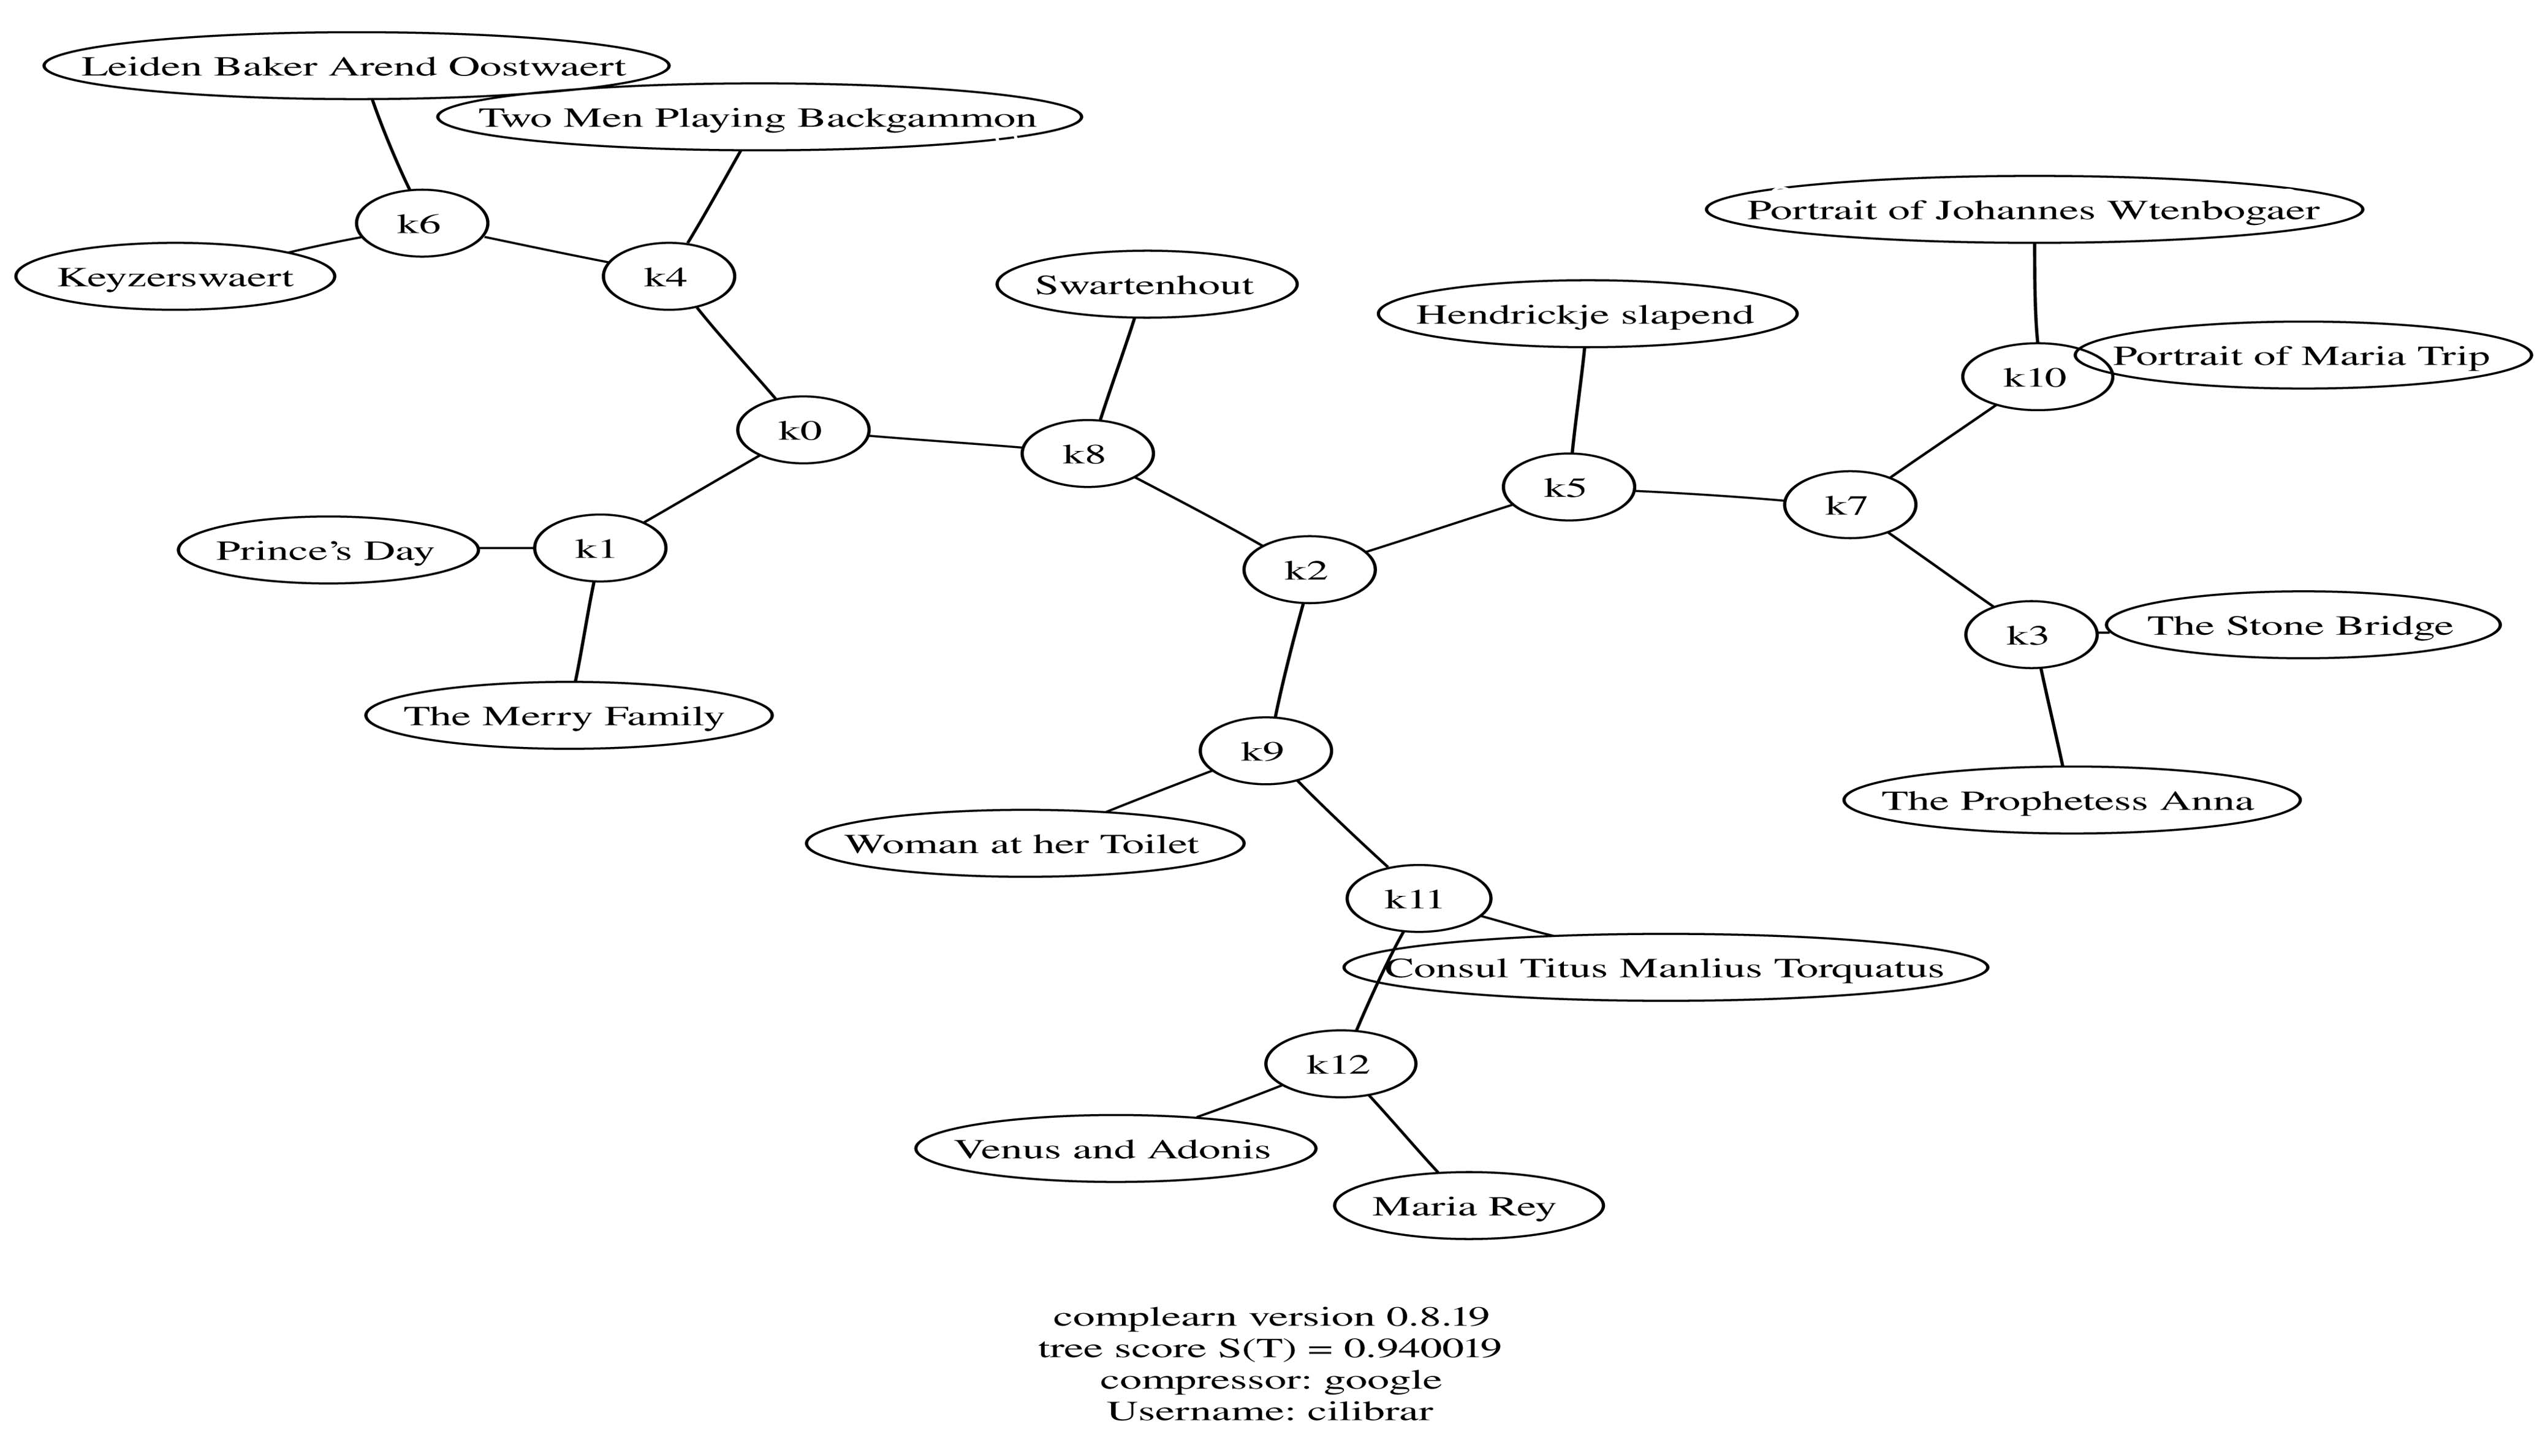 Leiden Baker Arend Oostwaert
Two Men Playing Backgammon
Portrait of Johannes Wtenbogaer
k6
Keyzerswaert
k4
Swartenhout
Hendrickje slapend
k10
Portrait of Maria Trip
k0
k8
k5
k7
Prince’s Day
k1
k2
k3
The Stone Bridge
The Merry Family
k9
The Prophetess Anna
Woman at her Toilet
k11
Consul Titus Manlius Torquatus
k12
Venus and Adonis
Maria Rey
complearn version 0.8.19
tree score S(T) = 0.940019
compressor: google
Username: cilibrar